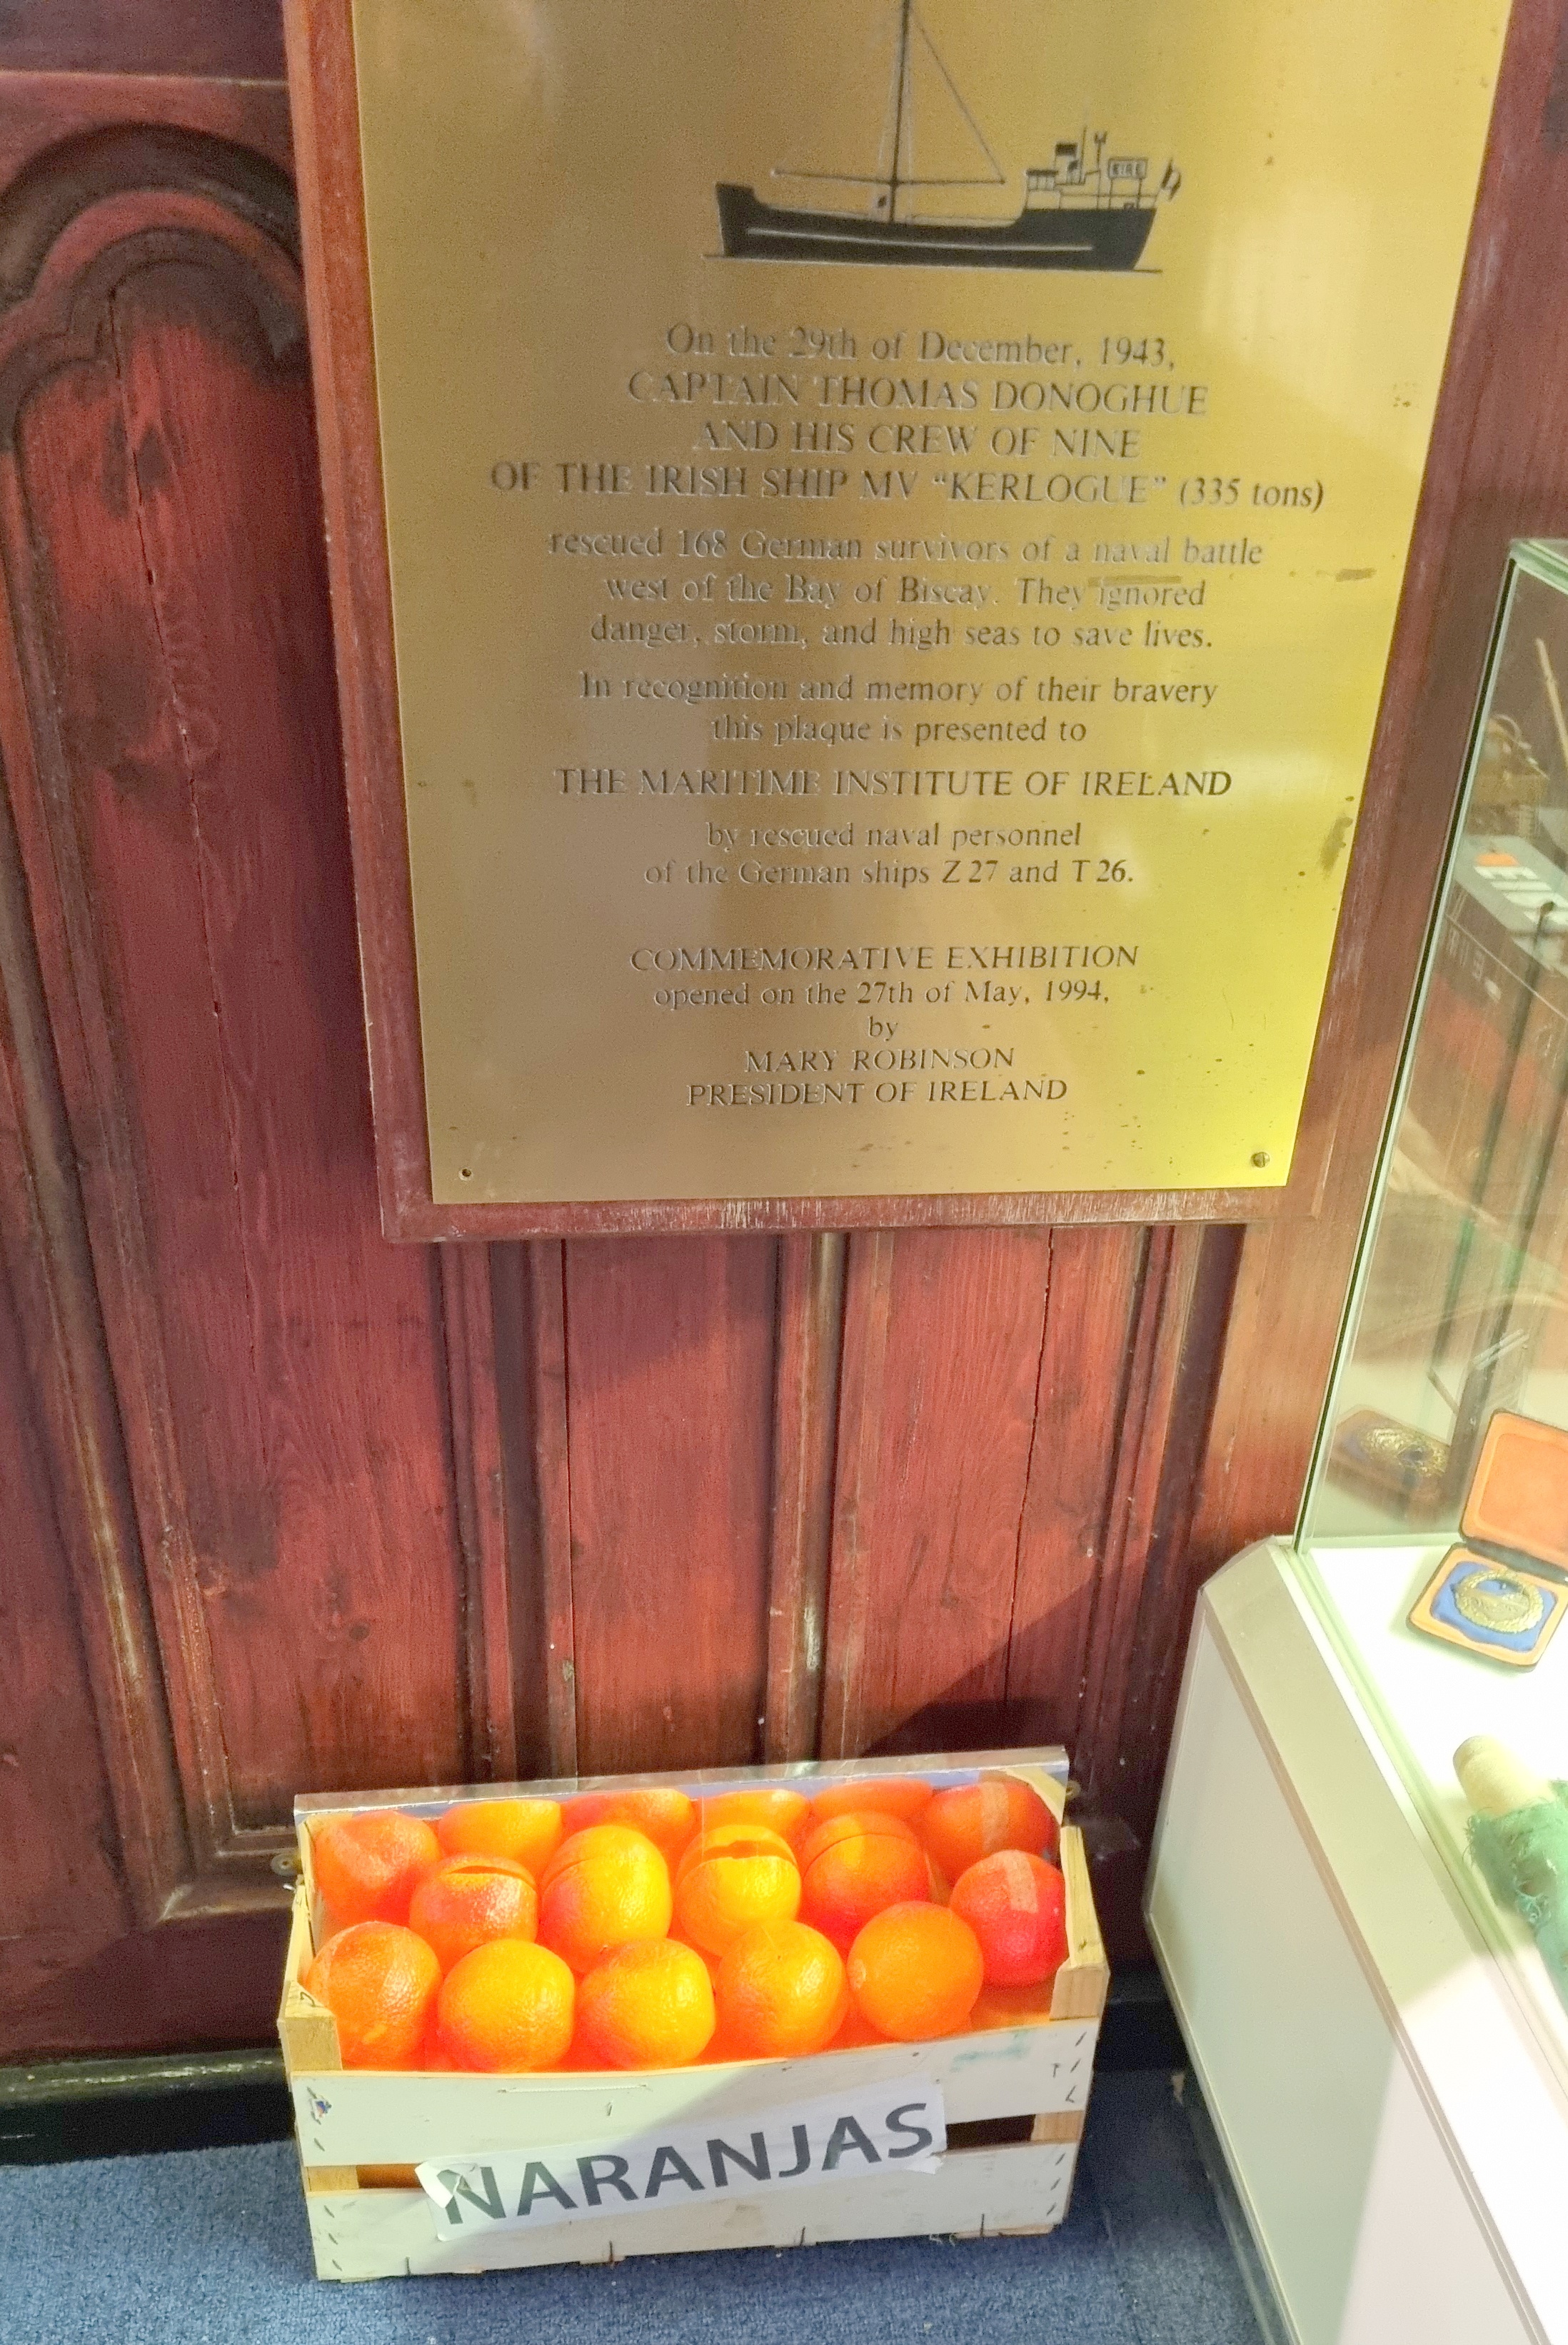 EIRE
On the 29th of December, 1943,
CAPTAIN THOMAS DONOGHUE
AND HIS CREW OF NINE
OF THE IRISH SHIP MV “KERLOGUE” (335 tons)
rescued 168 German survivors of a naval battle
west of the Bay of Biscay. They ignored
danger, storm, and high seas to save lives.
In recognition and memory of their bravery
this plaque is presented to
THE MARITIME INSTITUTE OF IRELAND
by rescued naval personnel
of the German ships Z 27 and T 26.
COMMEMORATIVE EXHIBITION
opened on the 27th of May, 1994,
by
MARY ROBINSON
PRESIDENT OF IRELAND
NARANJAS